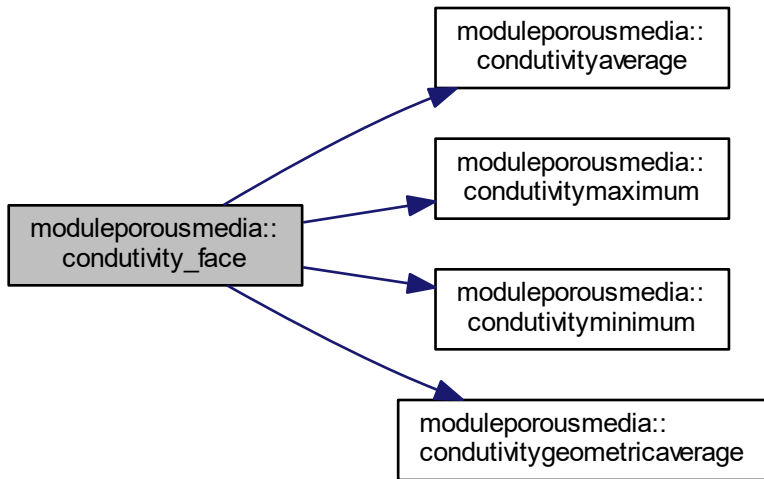 moduleporousmedia::
condutivity_face
moduleporousmedia::
condutivityaverage
moduleporousmedia::
condutivitymaximum
moduleporousmedia::
condutivityminimum
moduleporousmedia::
condutivitygeometricaverage